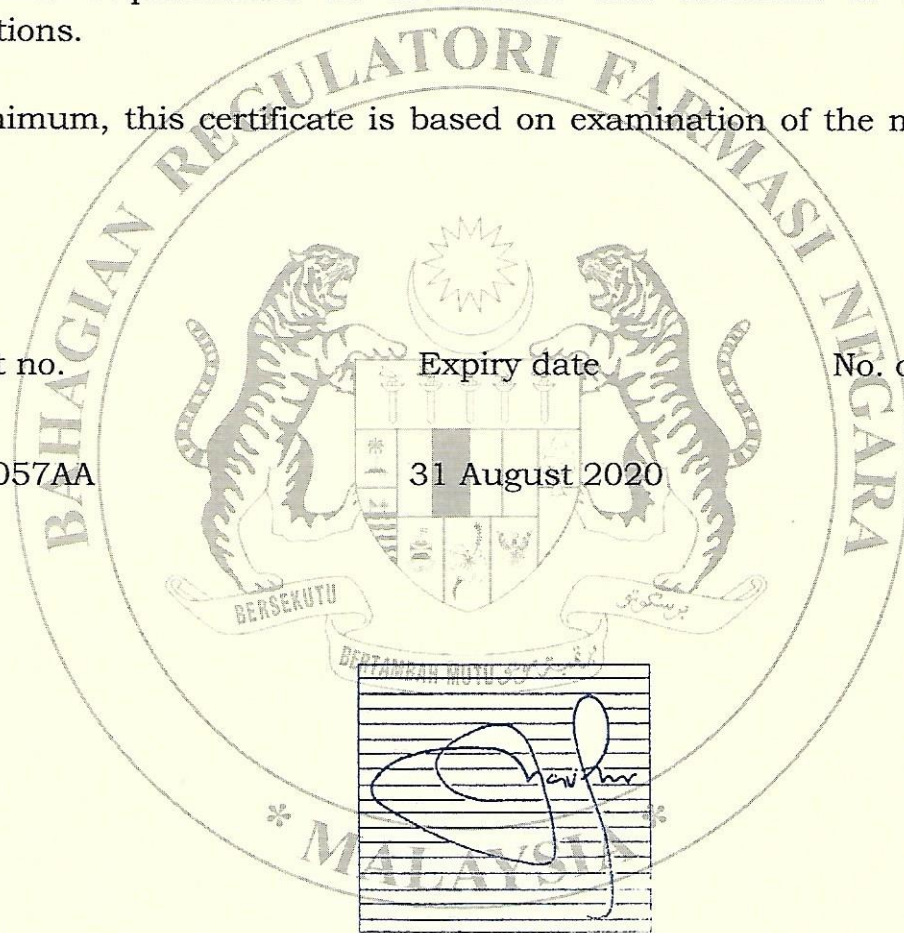 tions.
nimum, this certificate is based on examination of the m
BAHAGIAN REGULATORI FARMASI NEGARA
t no. Expiry date No. o
057AA 31 August 2020
BERSEKUTU
BERTAMBAH MUTU
* MALAYSIA *